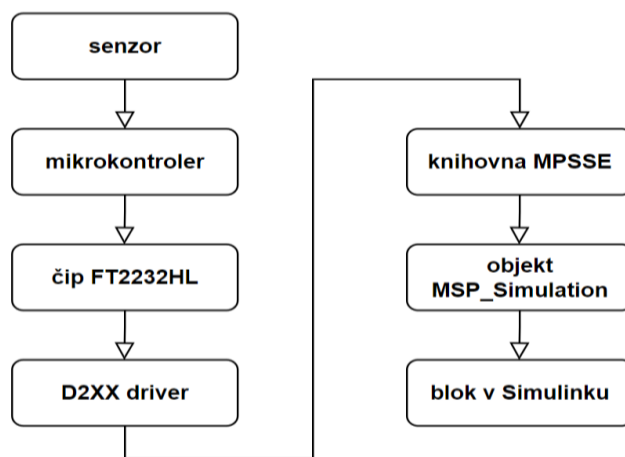 senzor
mikrokontroler
čip FT2232HL
D2XX driver
knihovna MPSSE
objekt
MSP_Simulation
blok v Simulinku